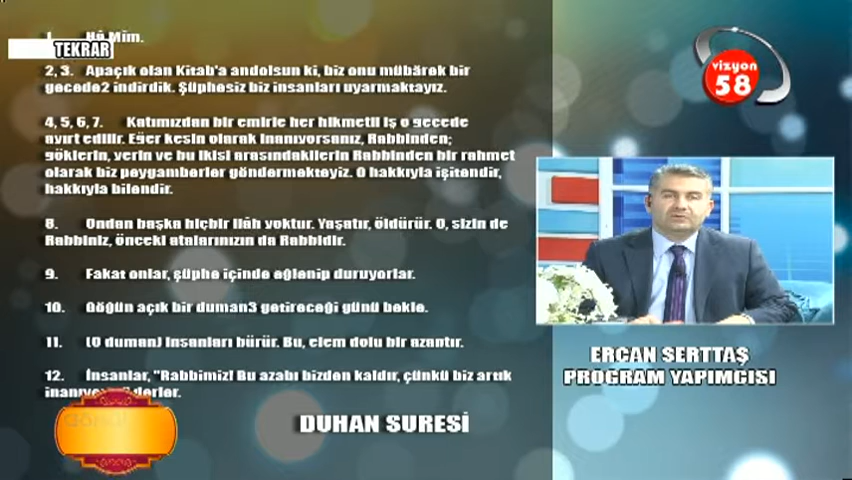 1. Hâ Mîm.
TEKRAR
2, 3. Apaçık olan Kitab'a andolsun ki, biz onu mübârek bir
gecede2 indirdik. Şüphesiz biz insanları uyarmaktayız.
4, 5, 6, 7. Katımızdan bir emirle her hikmetli iş o gecede
ayırt edilir. Eğer kesin olarak inanıyorsanız, Rabbinden;
göklerin, yerin ve bu ikisi arasındakilerin Rabbinden bir rahmet
olarak biz peygamberler göndermekteyiz. O hakkıyla işitendir,
hakkıyla bilendir.
8. Ondan başka hiçbir ilâh yoktur. Yaşatır, öldürür. O, sizin de
Rabbiniz, önceki atalarınızın da Rabbidir.
9. Fakat onlar, şüphe içinde eğlenip duruyorlar.
10. Göğün açık bir duman3 getireceği günü bekle.
11. (O duman) insanları bürür. Bu, elem dolu bir azaptır.
12. İnsanlar, "Rabbimiz! Bu azabı bizden kaldır, çünkü biz artık
DUHAN SURESİ
vizyon
58
ERCAN SERTTAŞ
PROGRAM YAPIMCISI